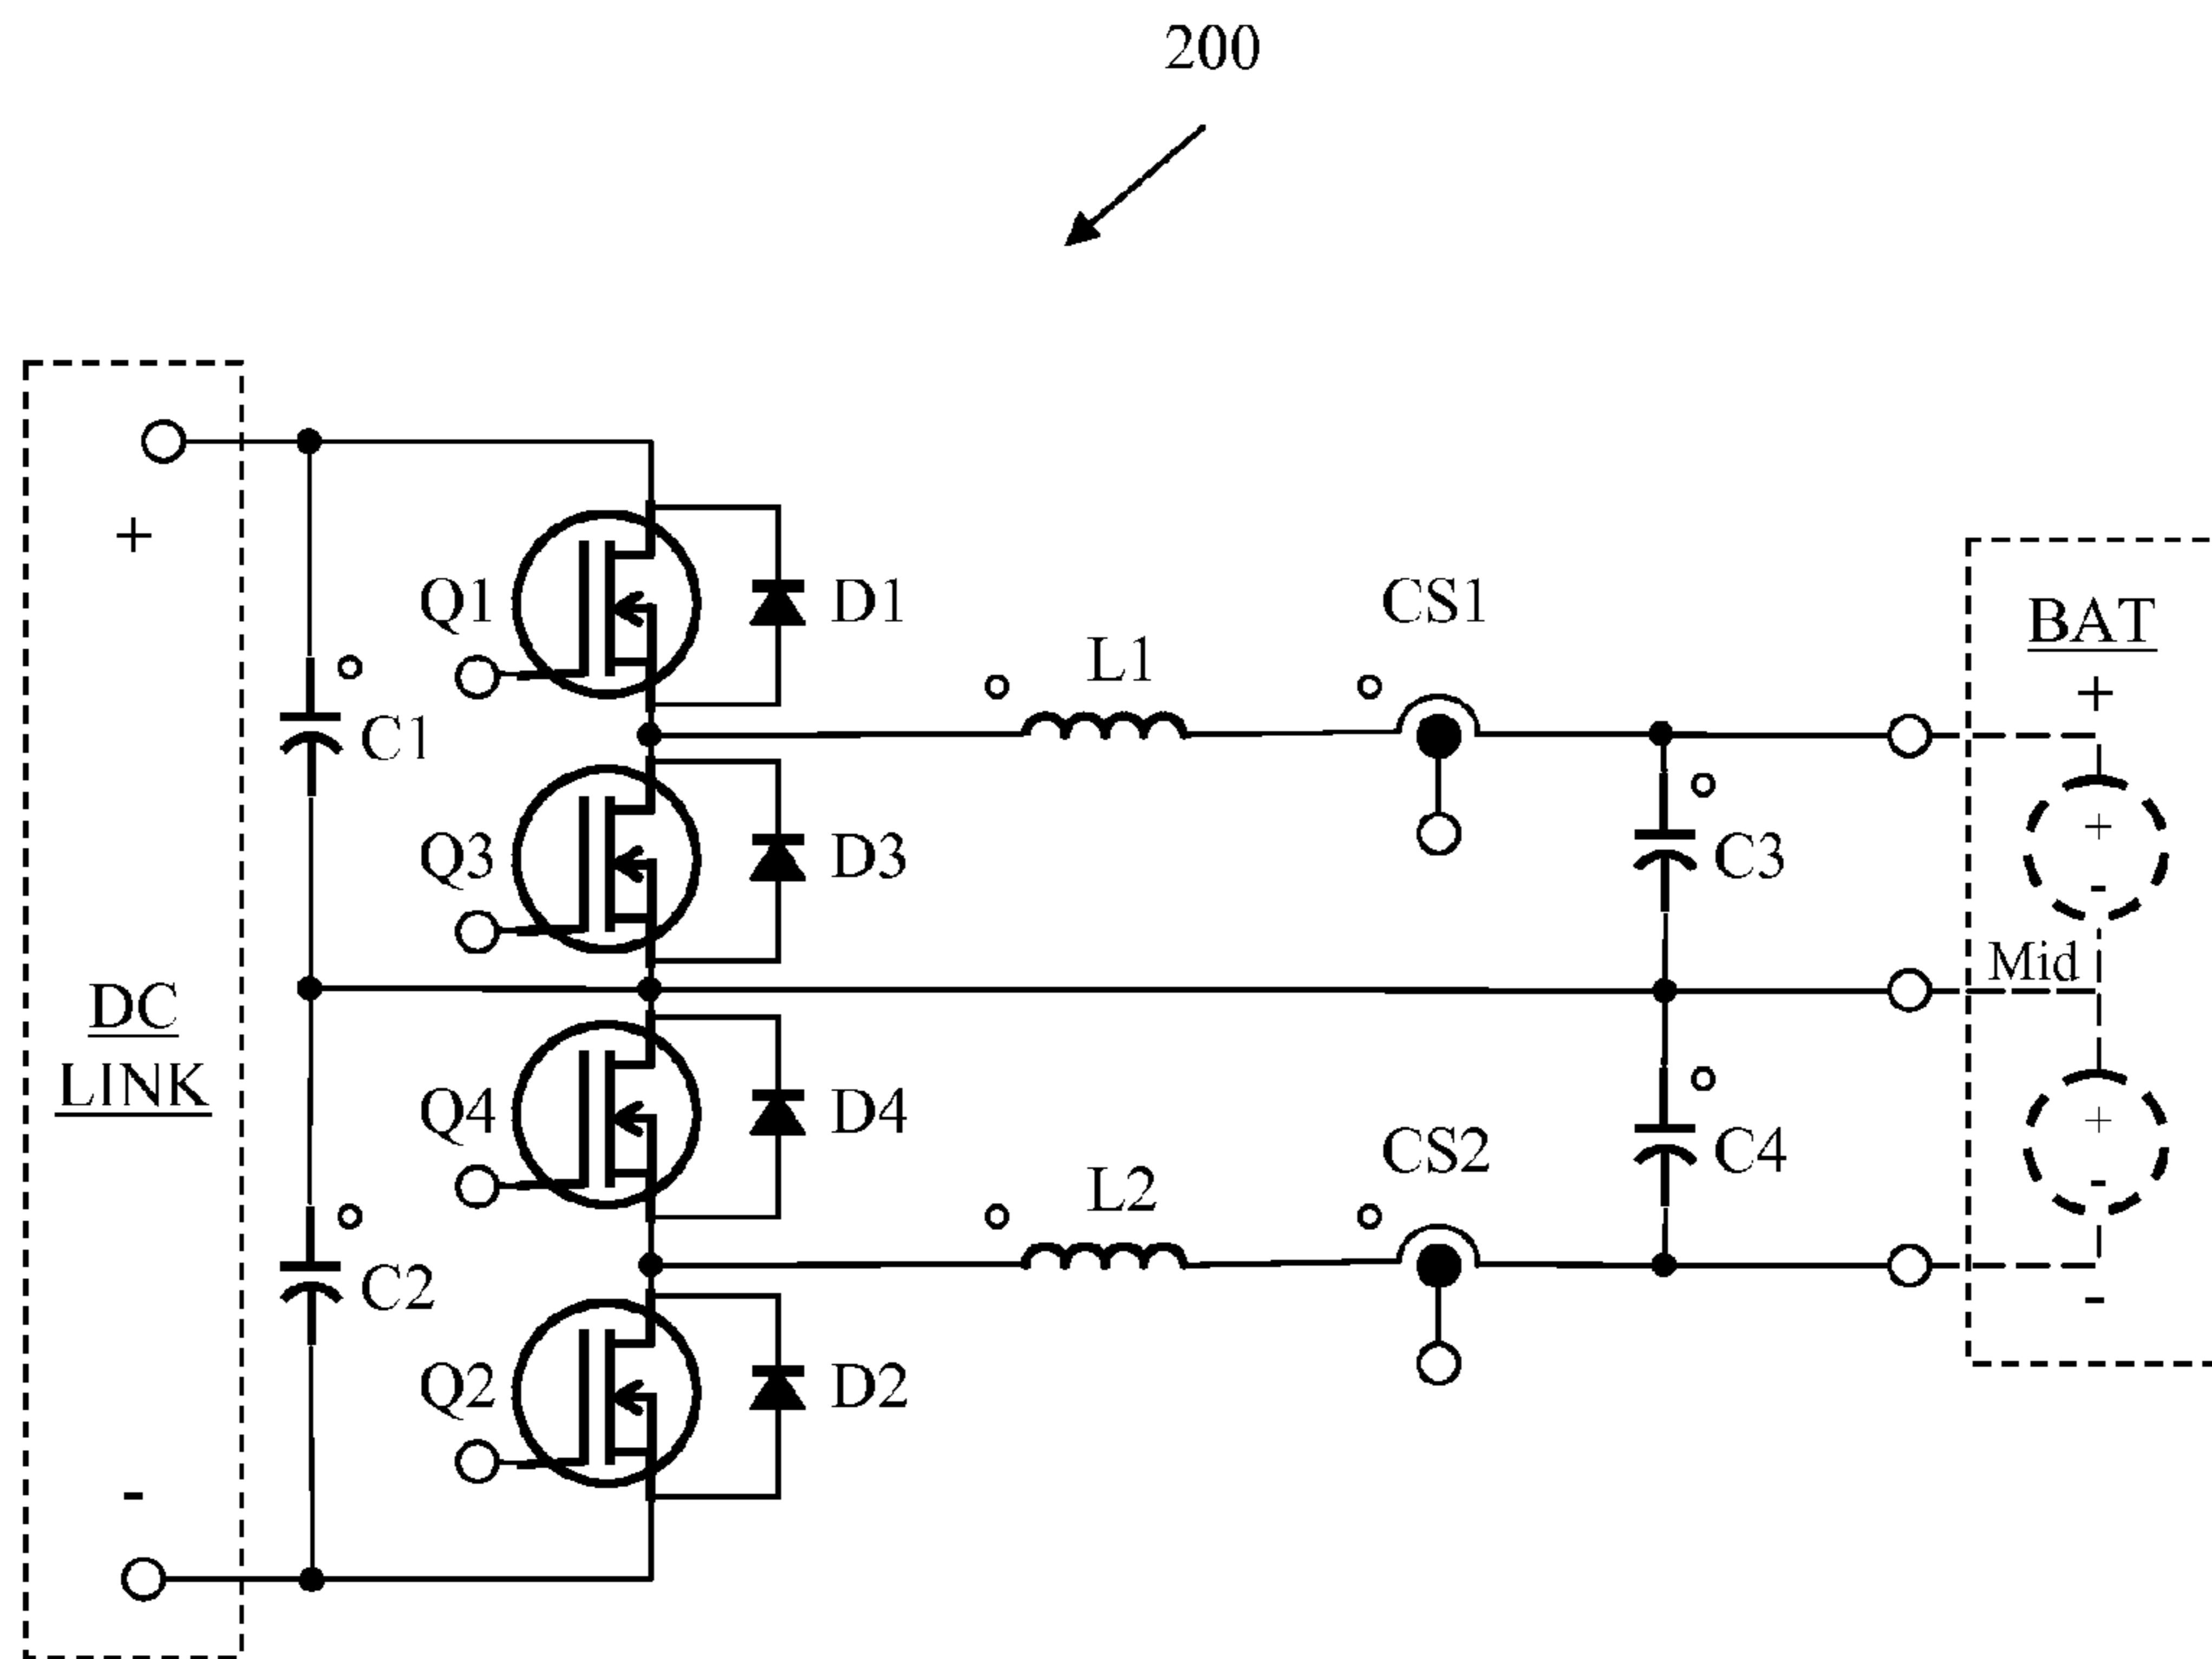 200
+
Q1
D1
CS1
BAT
L1
+
C1
+
Q3
D3
C3
-
Mid
DC
LINK
Q4
D4
CS2
C4
+
-
L2
C2
-
Q2
D2
-